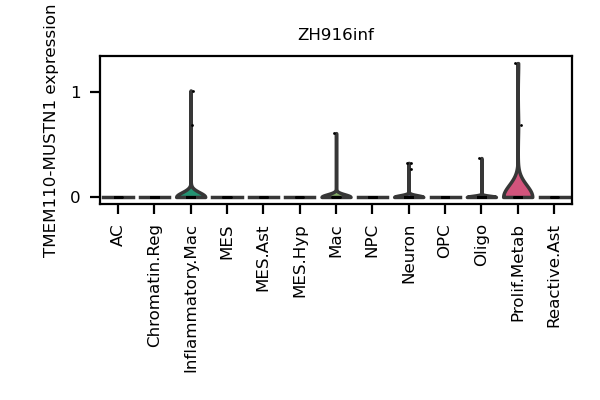 ZH916inf
TMEM110-MUSTN1 expression
1
0
AC
Chromatin.Reg
Inflammatory.Mac
MES
MES.Ast
MES.Hyp
Mac
NPC
Neuron
OPC
Oligo
Prolif.Metab
Reactive.Ast